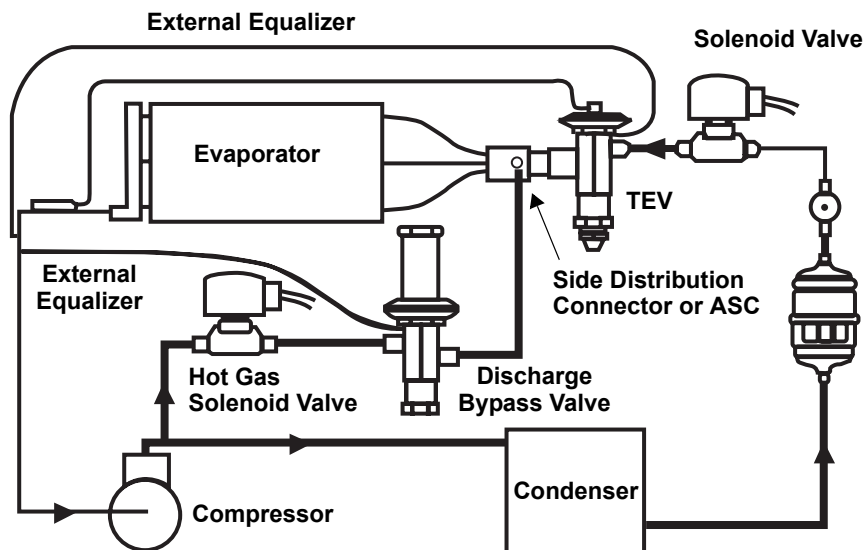 External Equalizer
Solenoid Valve
Evaporator
TEV
External
Equalizer
Side Distribution
Connector or ASC
Hot Gas
Solenoid Valve
Discharge
Bypass Valve
Condenser
Compressor